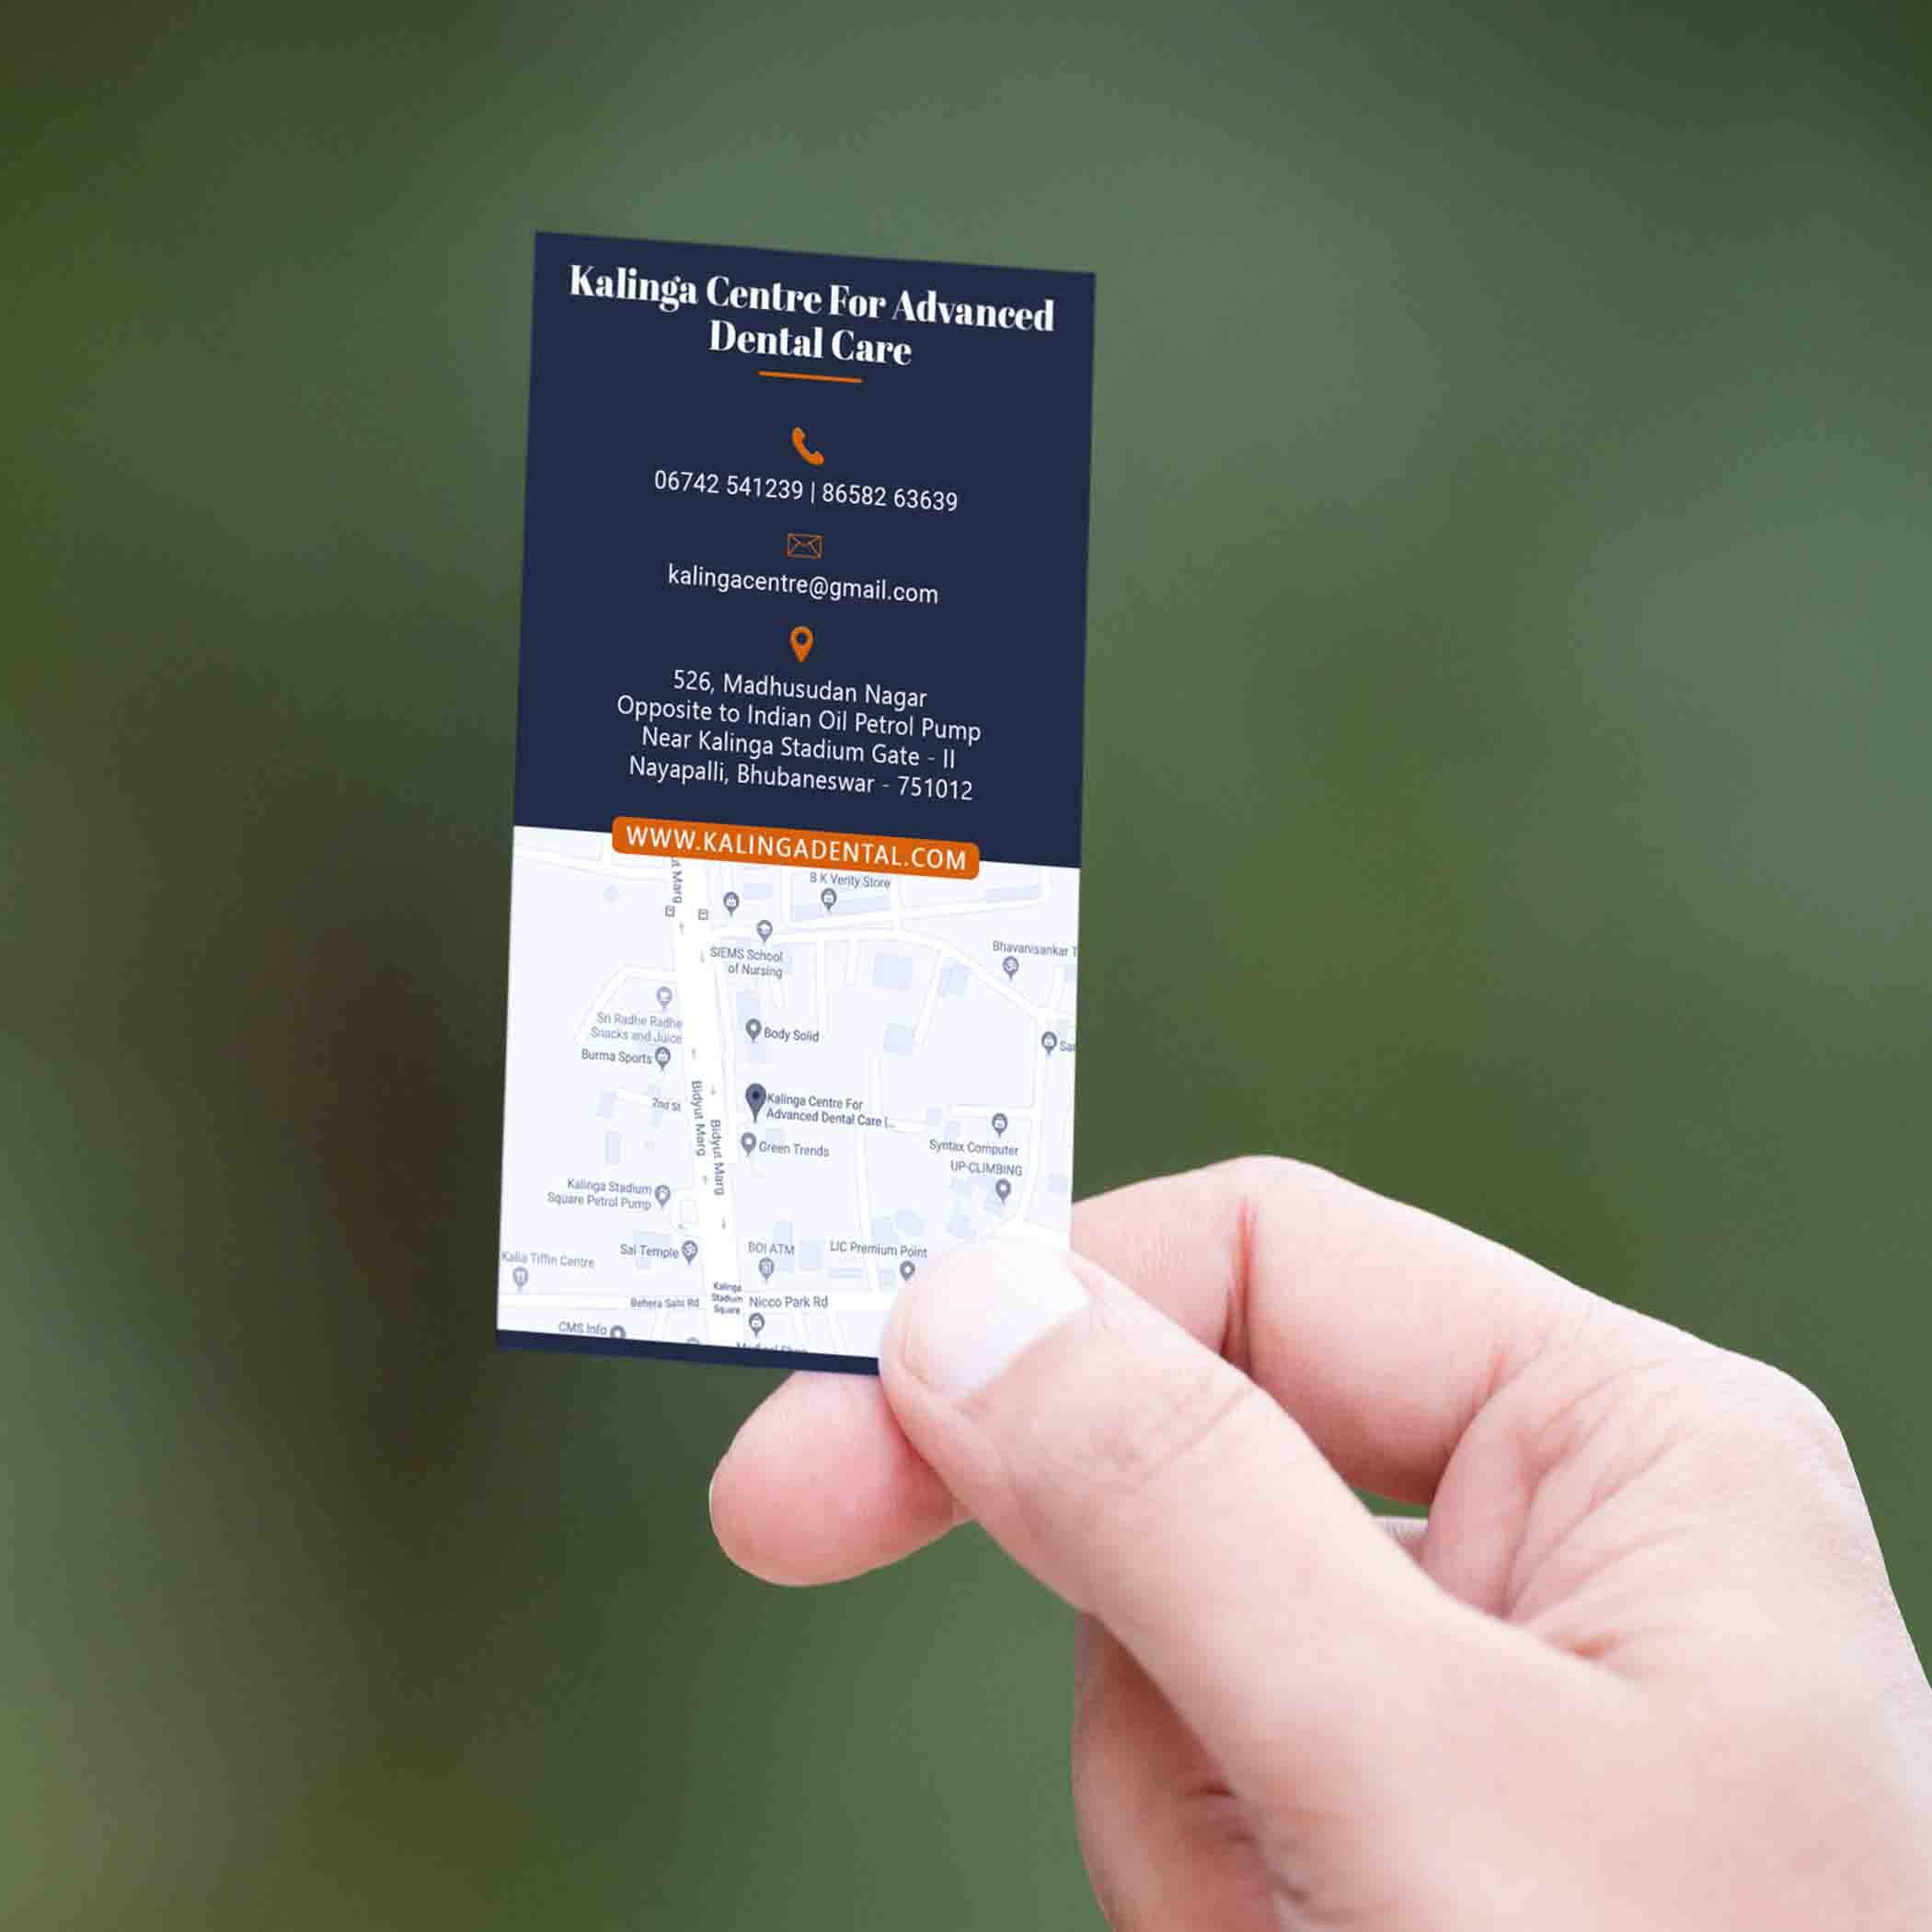 Kalinga Centre For Advanced
Dental Care
06742 541239 | 86582 63639
kalingacentre@gmail.com
526, Madhusudan Nagar
Opposite to Indian Oil Petrol Pump
Near Kalinga Stadium Gate - II
Nayapalli, Bhubaneswar - 751012
WWW.KALINGADENTAL.COM
Marg
B K Verity Store
SIEMS School
of Nursing
Bhavanisankar
Sri Radhe Radhe
Snacks and Juice
Body Solid
Burma Sports
2nd St
Bidyut Marg
Bidyut Marg
Kalinga Centre For
Advanced Dental Care |...
Green Trends
Syntax Computer
UP-CLIMBING
Kalinga Stadium
Square Petrol Pump
Sai Temple
BOI ATM
LIC Premium Point
Kalia Tiffin Centre
Behera Sahi Rd
Kalinga
Stadium
Square
Nicco Park Rd
CMS Info